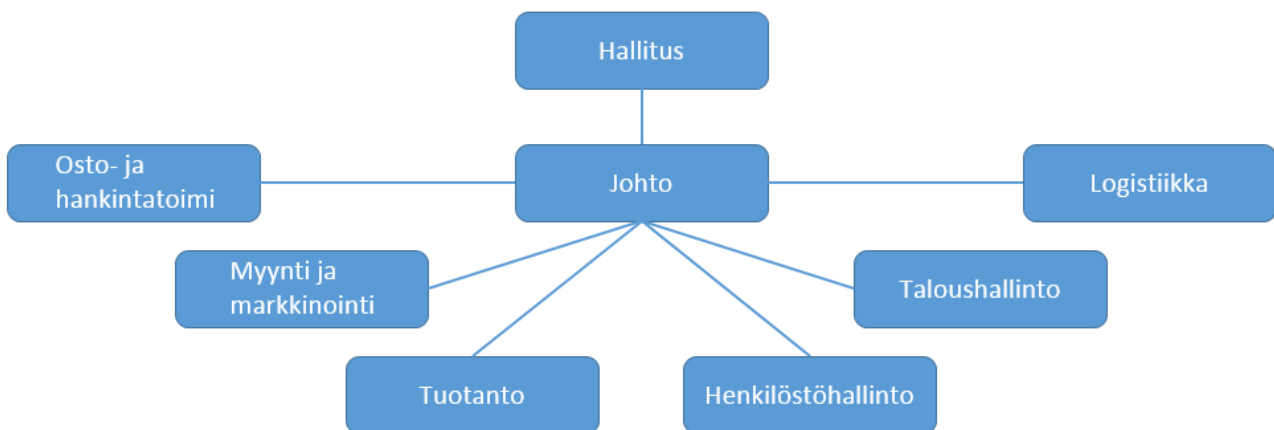 Hallitus
Osto- ja
hankintatoimi
Johto
Logistiikka
Myynti ja
markkinointi
Taloushallinto
Tuotanto
Henkilöstöhallinto